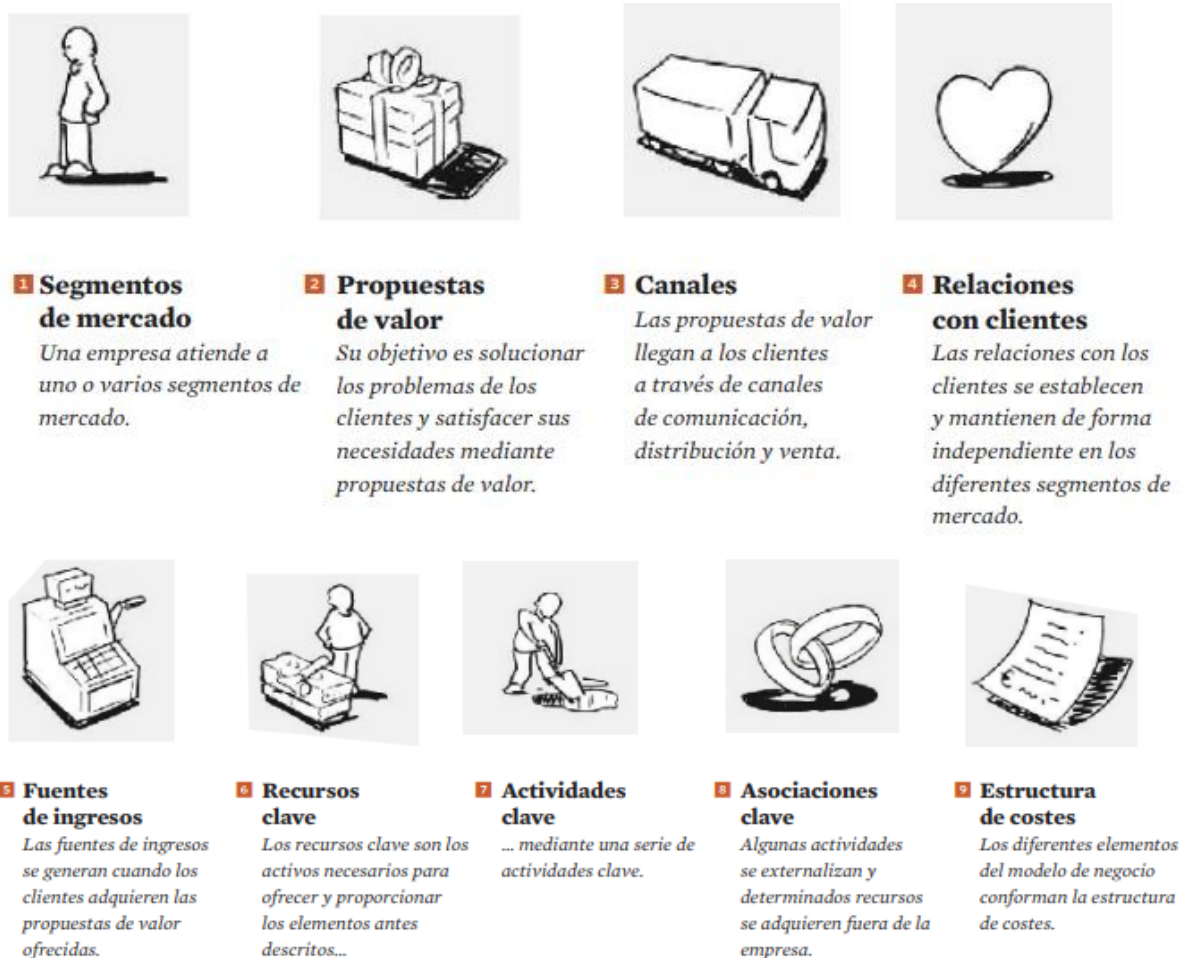 1 Segmentos
de mercado
Una empresa atiende a
uno o varios segmentos de
mercado.
2 Propuestas
de valor
Su objetivo es solucionar
los problemas de los
clientes y satisfacer sus
necesidades mediante
propuestas de valor.
3 Canales
Las propuestas de valor
llegan a los clientes
a través de canales
de comunicación,
distribución y venta.
4 Relaciones
con clientes
Las relaciones con los
clientes se establecen
y mantienen de forma
independiente en los
diferentes segmentos de
mercado.
5 Fuentes
de ingresos
Las fuentes de ingresos
se generan cuando los
clientes adquieren las
propuestas de valor
ofrecidas.
6 Recursos
clave
Los recursos clave son los
activos necesarios para
ofrecer y proporcionar
los elementos antes
descritos...
7 Actividades
clave
... mediante una serie de
actividades clave.
8 Asociaciones
clave
Algunas actividades
se externalizan y
determinados recursos
se adquieren fuera de la
empresa.
€
9 Estructura
de costes
Los diferentes elementos
del modelo de negocio
conforman la estructura
de costes.